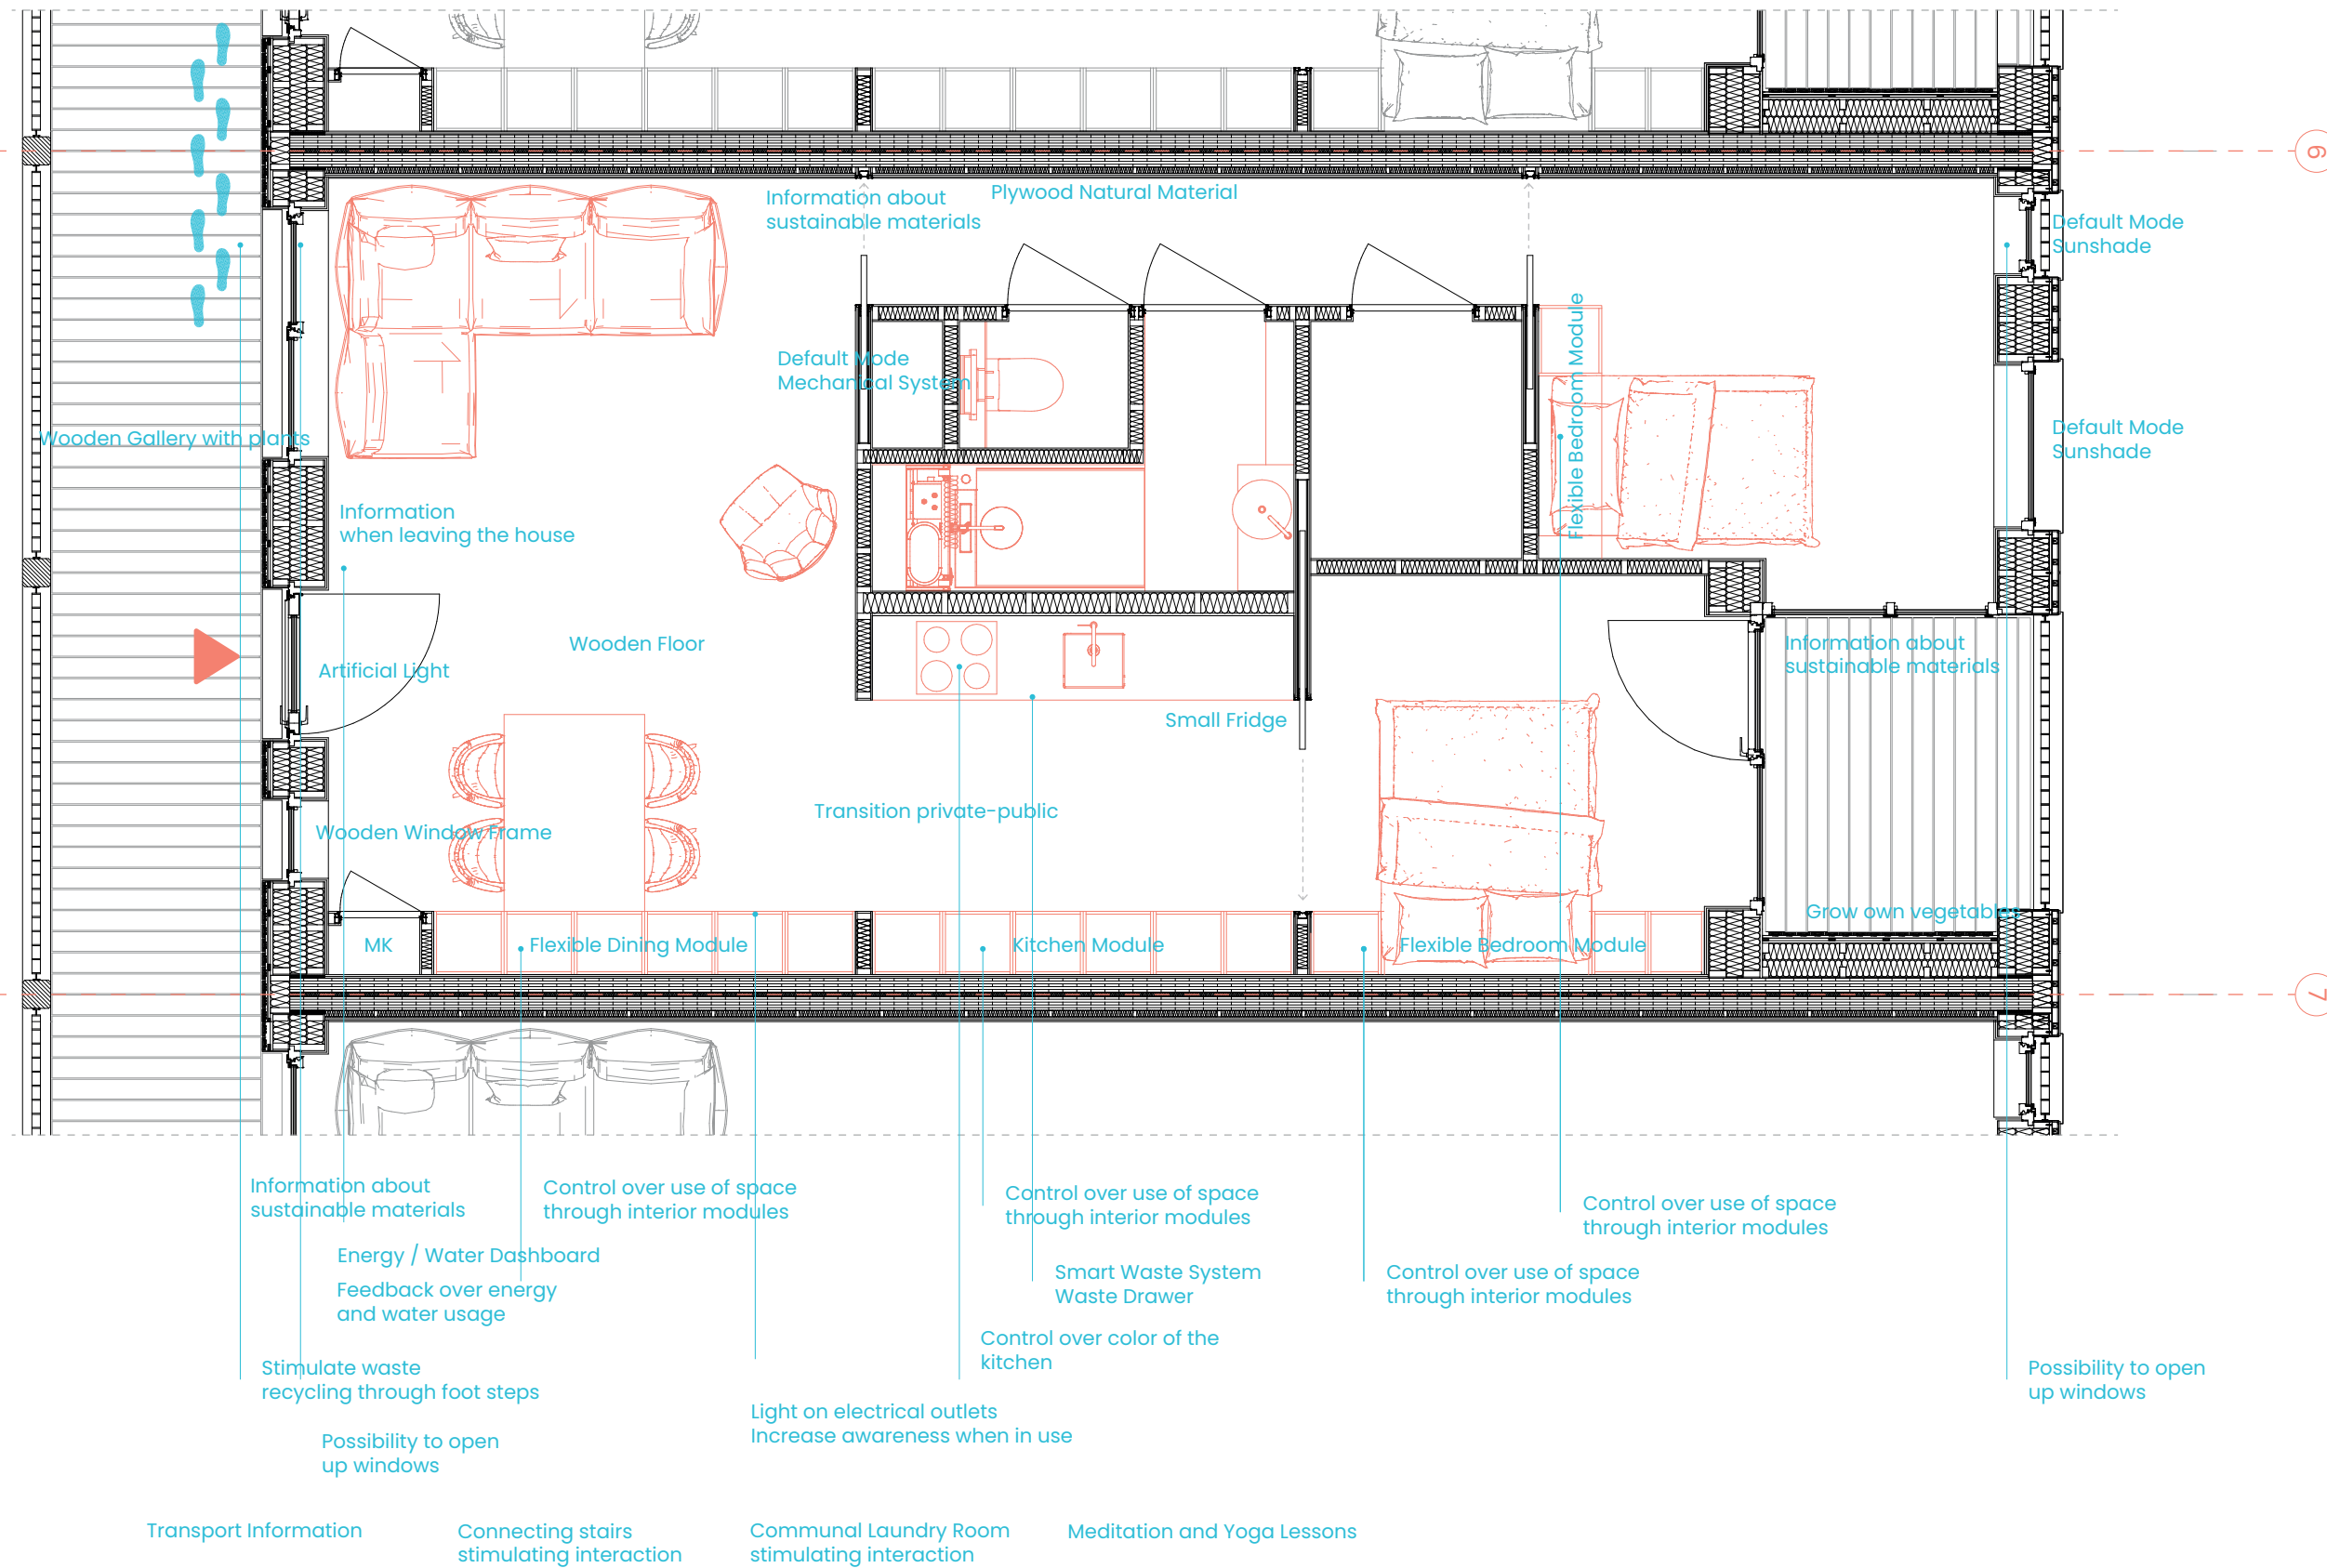 6
Information about
sustainable materials
Plywood Natural Material
Default Mode
Sunshade
Default Mode
Mechanical System
Flexible Bedroom Module
Wooden Gallery with plants
Default Mode
Sunshade
Information
when leaving the house
Wooden Floor
Artificial Light
Information about
sustainable materials
Small Fridge
Transition private-public
Wooden Window Frame
Grow own vegetables
MK
Flexible Dining Module
Kitchen Module
Flexible Bedroom Module
7
Information about
sustainable materials
Control over use of space
through interior modules
Control over use of space
through interior modules
Control over use of space
through interior modules
Energy / Water Dashboard
Feedback over energy
and water usage
Smart Waste System
Waste Drawer
Control over use of space
through interior modules
Control over color of the
kitchen
Stimulate waste
recycling through foot steps
Possibility to open
up windows
Light on electrical outlets
Increase awareness when in use
Possibility to open
up windows
Transport Information
Connecting stairs
stimulating interaction
Communal Laundry Room
stimulating interaction
Meditation and Yoga Lessons